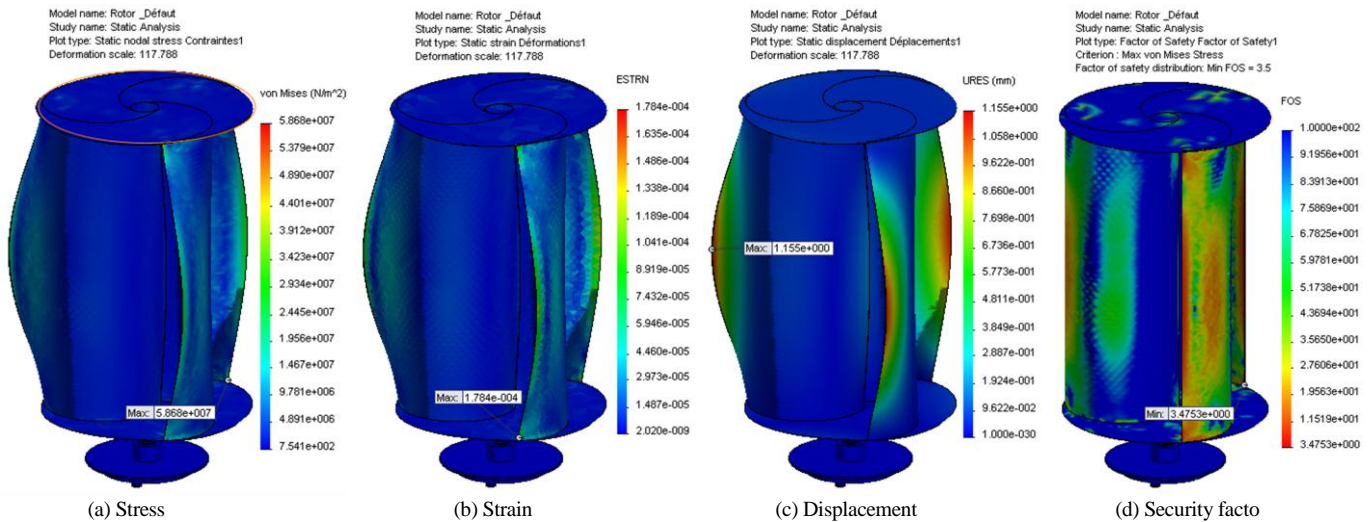 Model name: Rotor _Défaut
Study name: Static Analysis
Plot type: Static nodal stress Contraintes1
Deformation scale: 117.788
von Mises (N/m^2)
5.868e+007
5.379e+007
4.890e+007
4.401e+007
3.912e+007
3.423e+007
2.934e+007
2.445e+007
1.956e+007
1.467e+007
9.781e+006
4.891e+006
7.541e+002
Max: 5.868e+007
(a) Stress
Model name: Rotor _Défaut
Study name: Static Analysis
Plot type: Static strain Déformations1
Deformation scale: 117.788
ESTRN
1.784e-004
1.635e-004
1.486e-004
1.338e-004
1.189e-004
1.041e-004
8.919e-005
7.432e-005
5.946e-005
4.460e-005
2.973e-005
1.487e-005
2.020e-009
Max: 1.784e-004
(b) Strain
Model name: Rotor _Défaut
Study name: Static Analysis
Plot type: Static displacement Déplacements1
Deformation scale: 117.788
URES (mm)
1.155e+000
1.058e+000
9.622e-001
8.660e-001
7.698e-001
6.736e-001
5.773e-001
4.811e-001
3.849e-001
2.887e-001
1.924e-001
9.622e-002
1.000e-030
Max: 1.155e+000
(c) Displacement
Model name: Rotor _Défaut
Study name: Static Analysis
Plot type: Factor of Safety Factor of Safety1
Criterion : Max von Mises Stress
Factor of safety distribution: Min FOS = 3.5
FOS
1.0000e+002
9.1956e+001
8.3913e+001
7.5869e+001
6.7825e+001
5.9781e+001
5.1738e+001
4.3694e+001
3.5650e+001
2.7606e+001
1.9563e+001
1.1519e+001
3.4753e+000
Min: 3.4753e+000
(d) Security facto